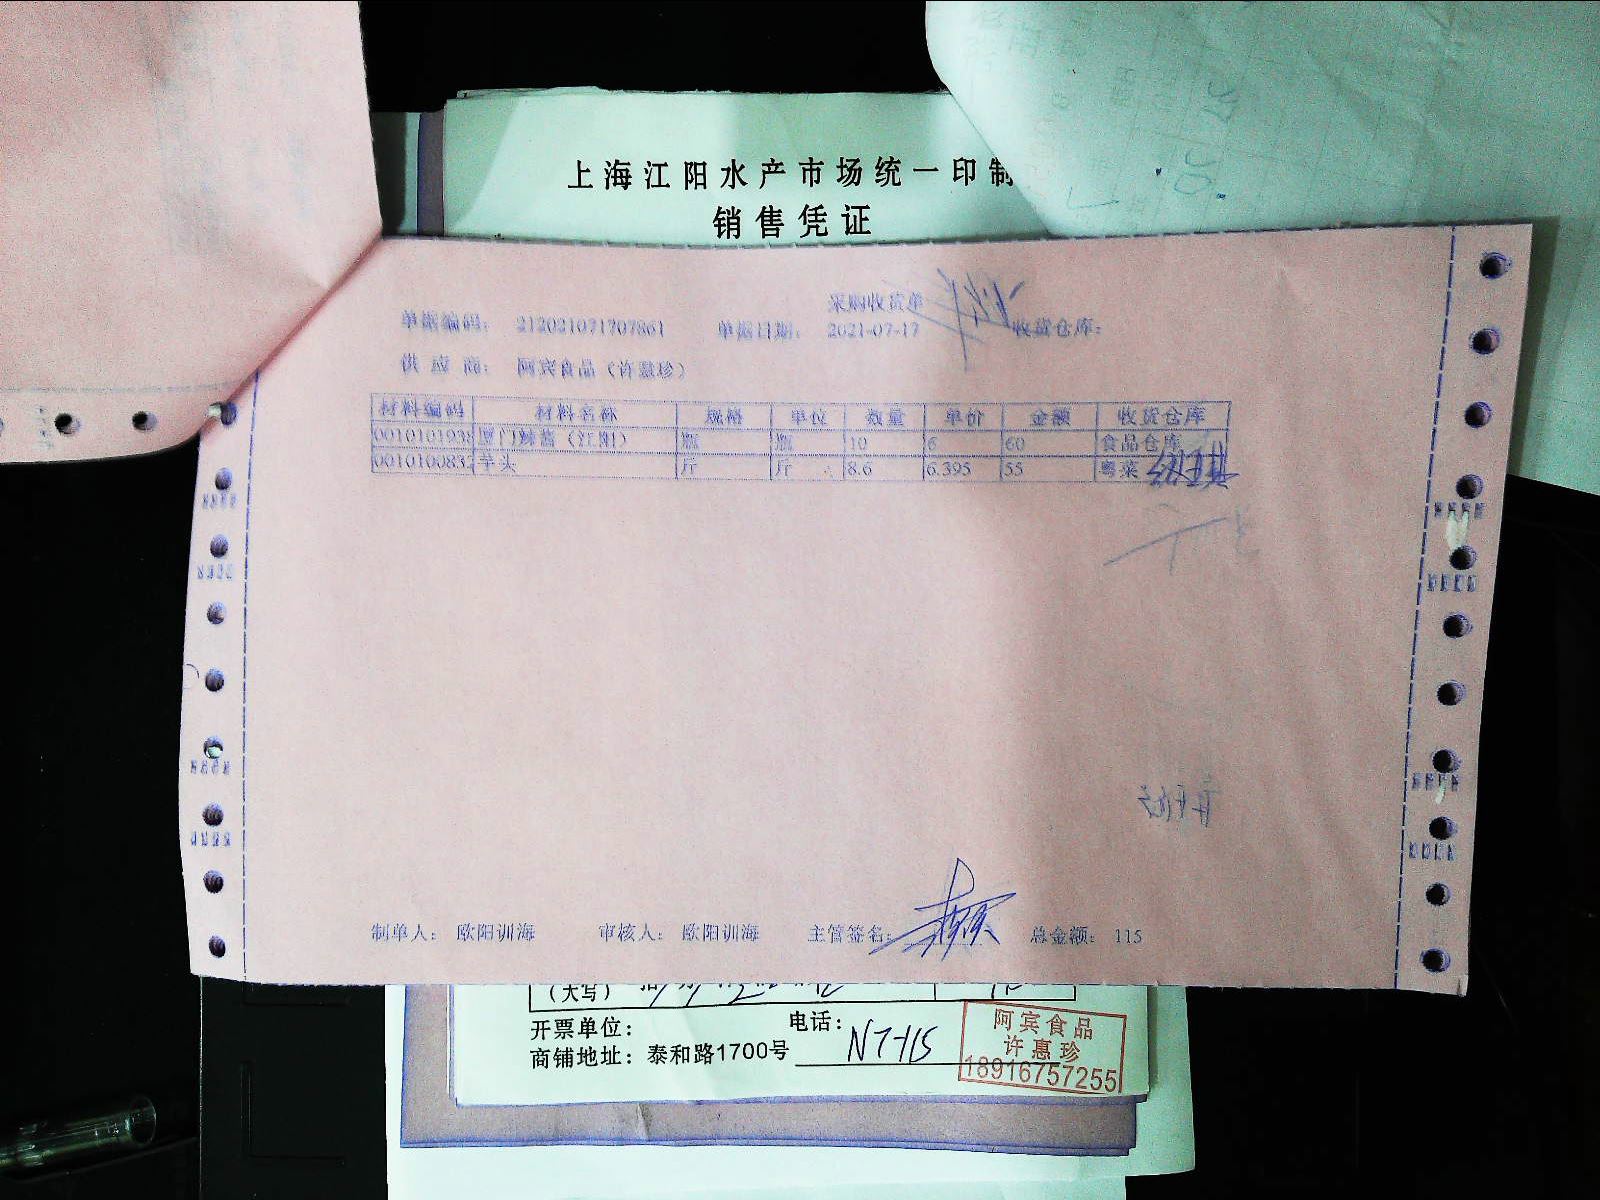 上海江阳水产市场统一印制
销售凭证
采购收货单
单据编码: 212021071707861 单据日期: 2021-07-17 收货仓库:
供应商: 阿宾食品(许惠珍)
材料编码 材料名称 规格 单位 数量 单价 金额 收货仓库
0010101938 厦门鲜酱(江阳) 瓶 瓶 10 6 60 食品仓库
001010083 芋头 斤 斤 8.6 6.395 55 粤菜
制单人: 欧阳训海 审核人: 欧阳训海 主管签名: 总金额: 115
(大写)
开票单位: 电话:
商铺地址: 泰和路1700号 N7-115
阿宾食品
许惠珍
18916757255